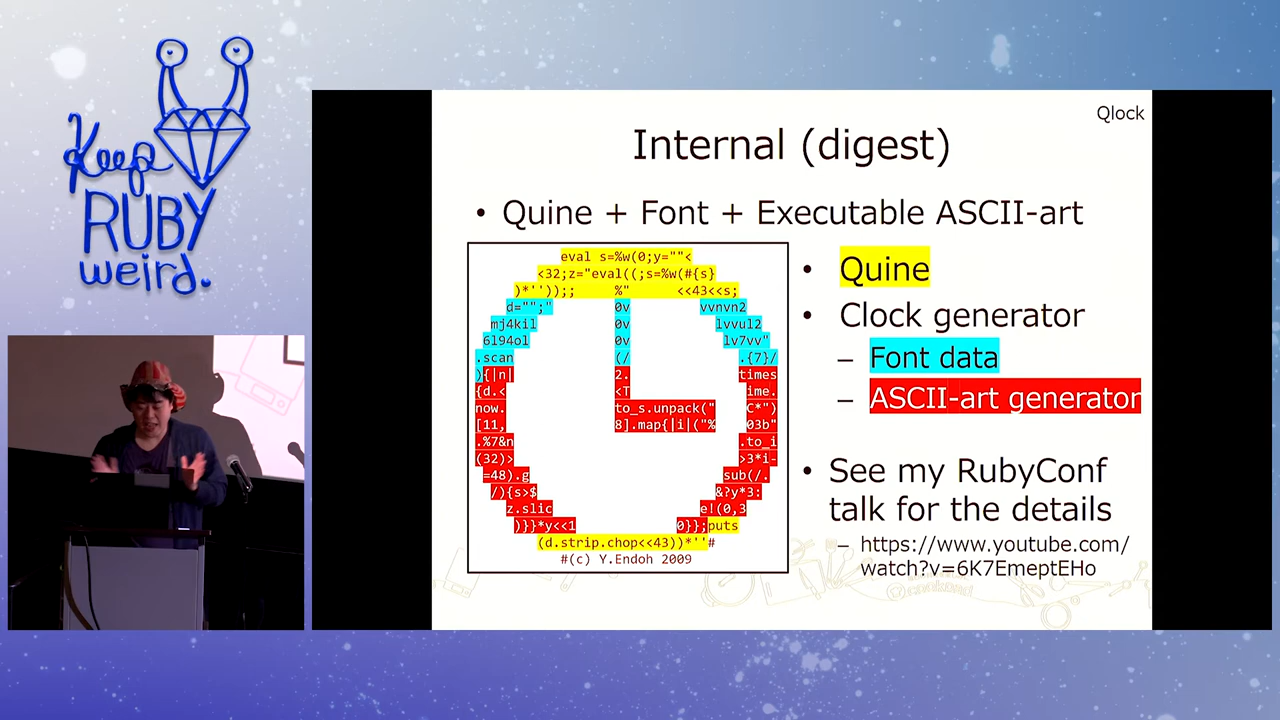 Keep
RUBY
weird.
Qlock
Internal (digest)
• Quine + Font + Executable ASCII-art
eval s=%w(0;y=""<
<32;z="eval((;s=%w(#{s}
)*''));; %" <<43<<s;
d="";" 0v vvnvn2
mj4kil 0v lvvul2
6l94ol 0v lv7vv"
.scan (/ .{7}/
){|n| 2. times
{d.< <T ime.
now. to_s.unpack(" C*")
[11, 8].map{|i|("% 03b"
.%7&n .to_i
(32)> >3*i-
=48).g sub(/.
/){s>$ &?y*3:
z.slic e!(0,3
)}}*y<<1 0}};puts
(d.strip.chop<<43))*''#
#(c) Y.Endoh 2009
• Quine
• Clock generator
– Font data
– ASCII-art generator
• See my RubyConf
talk for the details
– https://www.youtube.com/
watch?v=6K7EmeptEHo